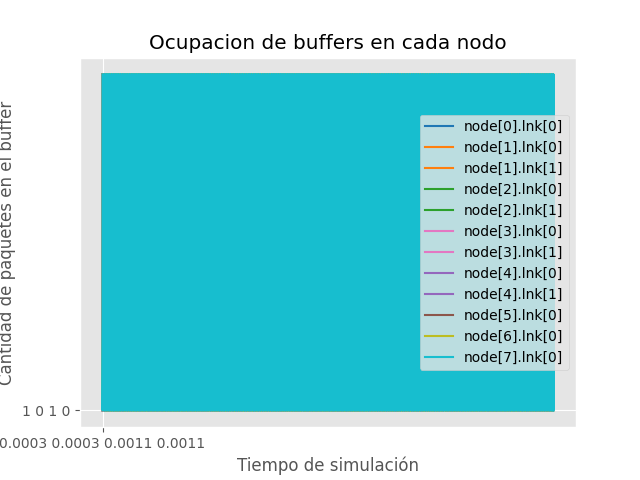 Ocupacion de buffers en cada nodo
Cantidad de paquetes en el buffer
node[0].lnk[0]
node[1].lnk[0]
node[1].lnk[1]
node[2].lnk[0]
node[2].lnk[1]
node[3].lnk[0]
node[3].lnk[1]
node[4].lnk[0]
node[4].lnk[1]
node[5].lnk[0]
node[6].lnk[0]
node[7].lnk[0]
1 0 1 0
0.0003 0.0003 0.0011 0.0011
Tiempo de simulación